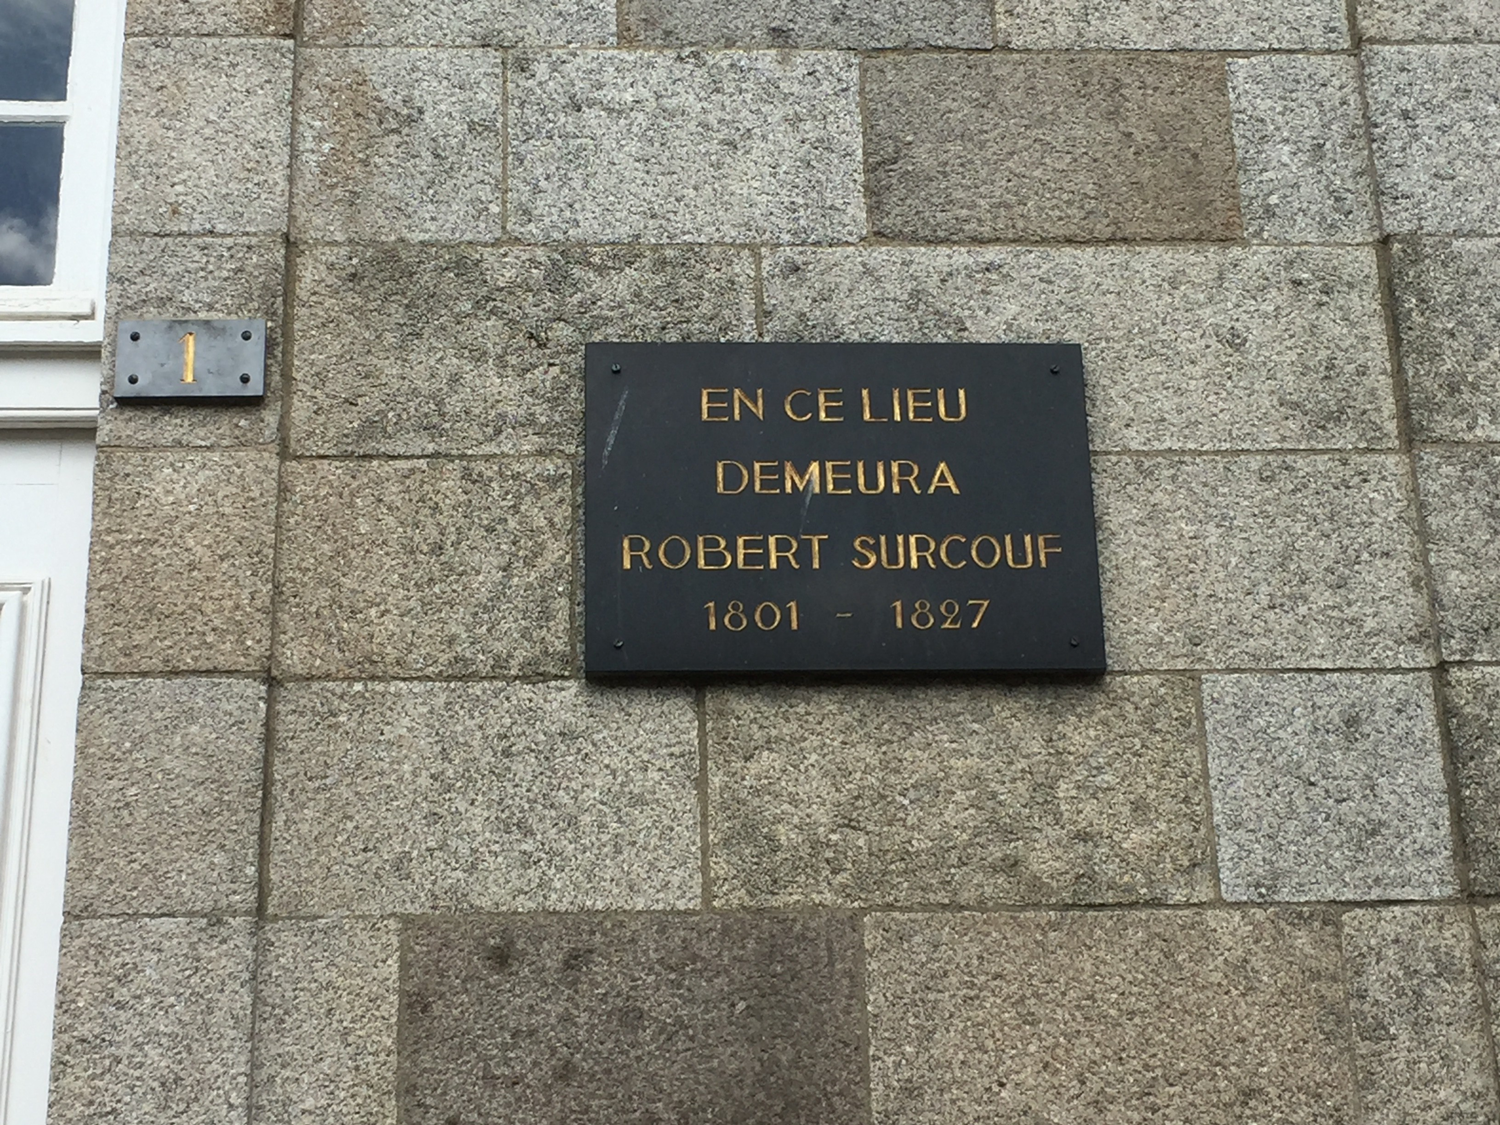 1
EN CE LIEU
DEMEURA
ROBERT SURCOUF
1801 - 1827